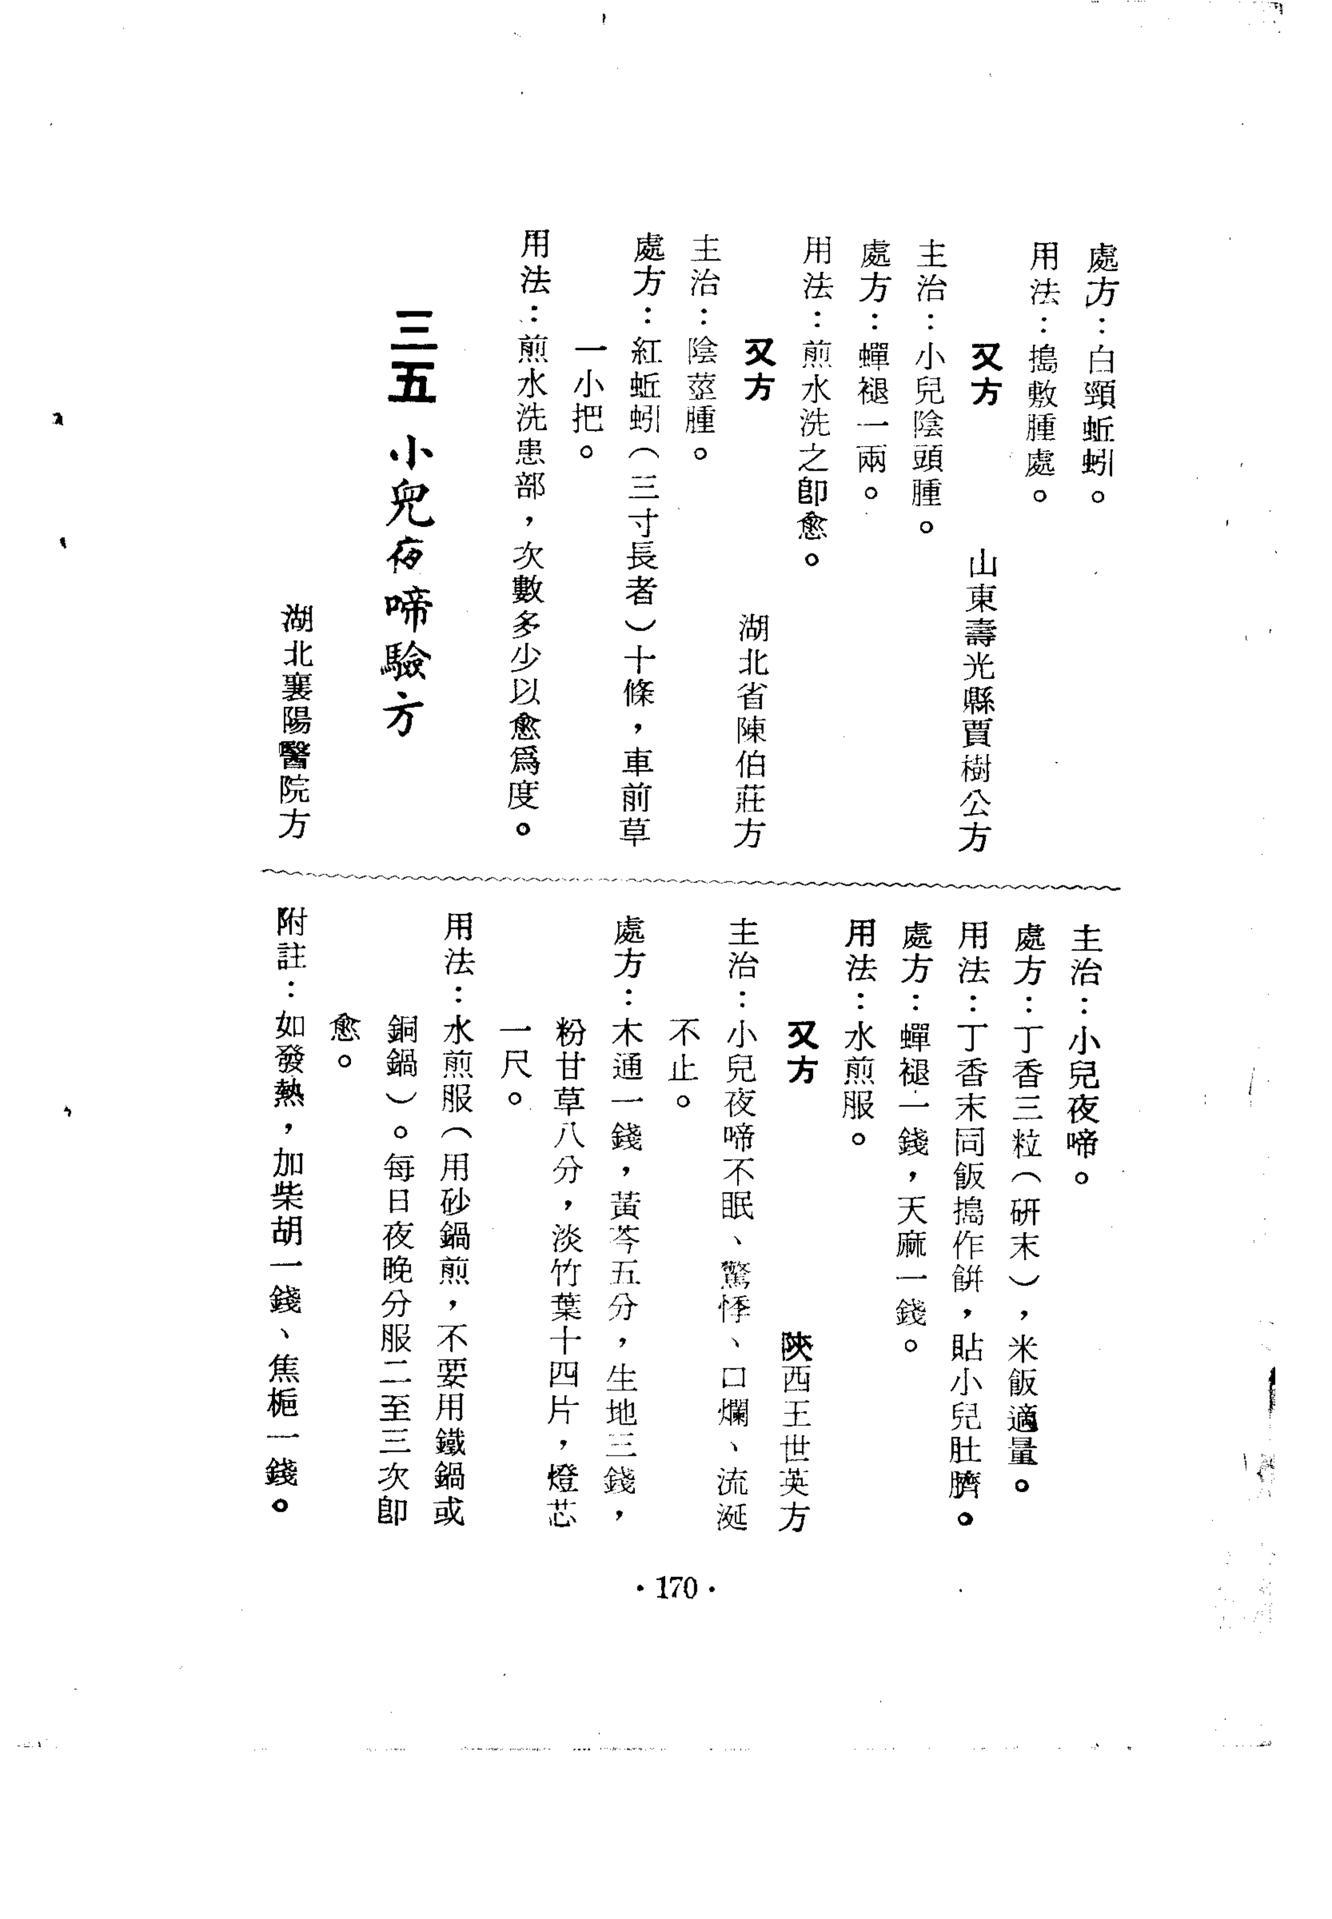 處方：白頸蚯蚓。
用法：搗敷腫處。
又方
山東壽光縣賈樹公方
主治：小兒陰頭腫。
處方：蟬褪一兩。
用法：煎水洗之卽愈。
又方
湖北省陳伯莊方
主治：陰莖腫。
處方：紅蚯蚓（三寸長者）十條，車前草
一小把。
用法：煎水洗患部，次數多少以愈爲度。
三五 小兒夜啼驗方
湖北襄陽醫院方
主治：小兒夜啼。
處方：丁香三粒（研末），米飯適量。
用法：丁香末同飯搗作餅，貼小兒肚臍。
處方：蟬褪一錢，天麻一錢。
用法：水煎服。
又方
陝西王世英方
主治：小兒夜啼不眠、驚悸、口爛、流涎
不止。
處方：木通一錢，黃芩五分，生地三錢，
粉甘草八分，淡竹葉十四片，燈芯
一尺。
用法：水煎服（用砂鍋煎，不要用鐵鍋或
銅鍋）。每日夜晚分服二至三次卽
愈。
附註：如發熱，加柴胡一錢、焦梔一錢。
·170·